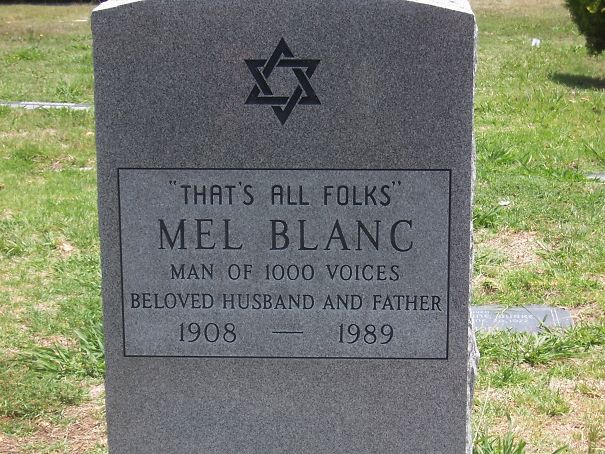 "THAT'S ALL FOLKS"
MEL BLANC
MAN OF 1000 VOICES
BELOVED HUSBAND AND FATHER
1908 — 1989